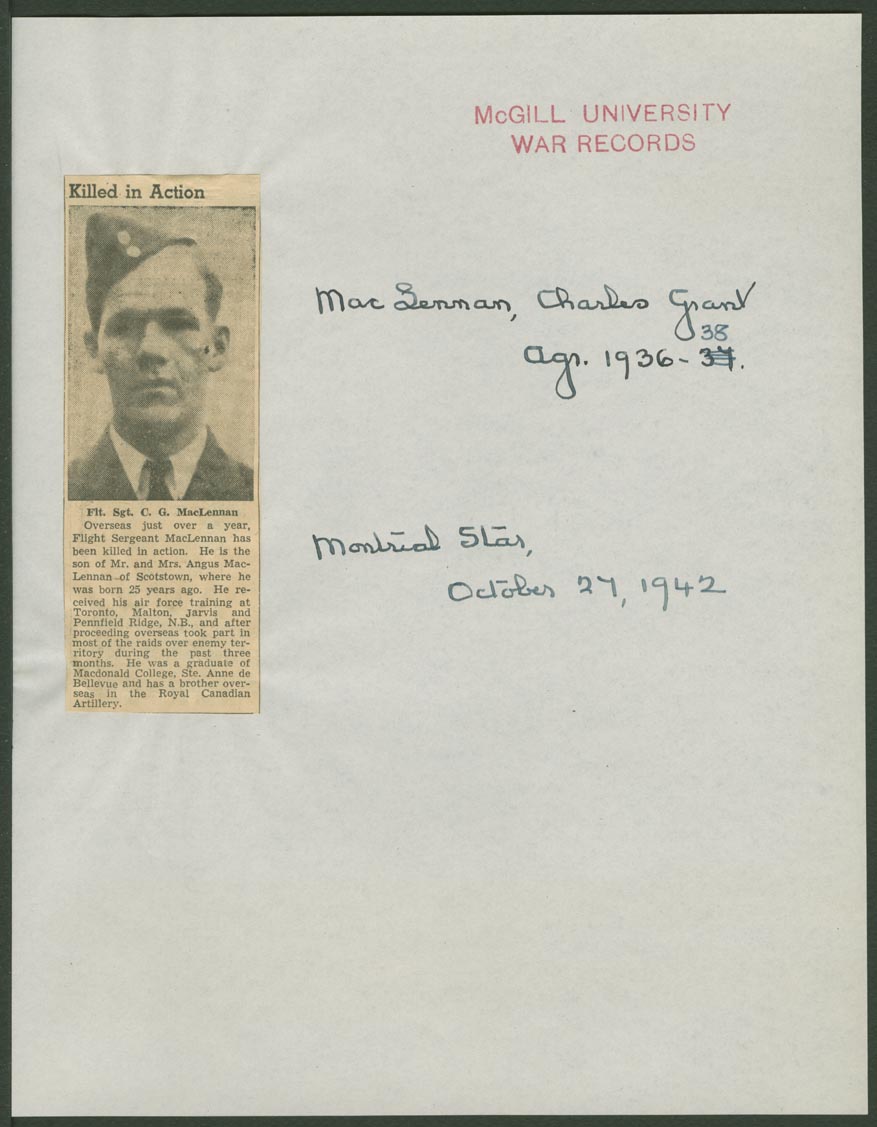 McGILL UNIVERSITY
WAR RECORDS
Killed in Action
Flt. Sgt. C. G. MacLennan
Overseas just over a year,
Flight Sergeant MacLennan has
been killed in action. He is the
son of Mr. and Mrs. Angus Mac-
Lennan of Scotstown, where he
was born 25 years ago. He re-
ceived his air force training at
Toronto, Malton, Jarvis and
Pennfield Ridge, N.B., and after
proceeding overseas took part in
most of the raids over enemy ter-
ritory during the past three
months. He was a graduate of
Macdonald College, Ste. Anne de
Bellevue and has a brother over-
seas in the Royal Canadian
Artillery.
MacLennan, Charles Grant
38
Agr. 1936-37.
Montreal Star,
October 27, 1942